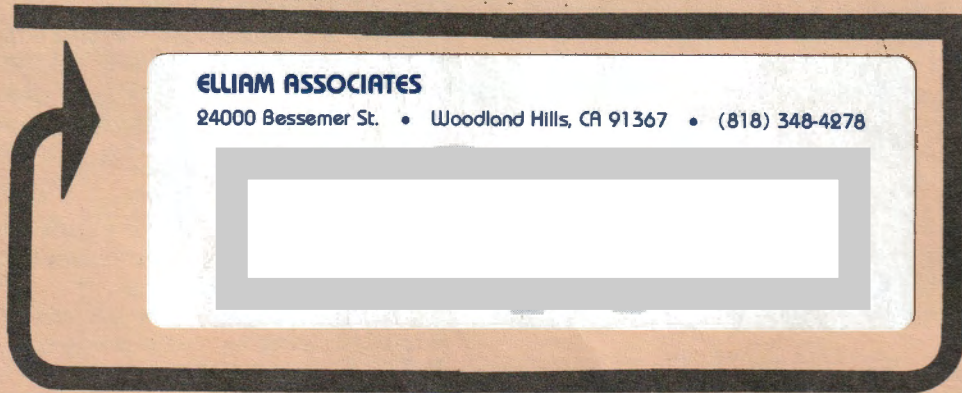 ELLIAM ASSOCIATES
24000 Bessemer St. • Woodland Hills, CA 91367 • (818) 348-4278